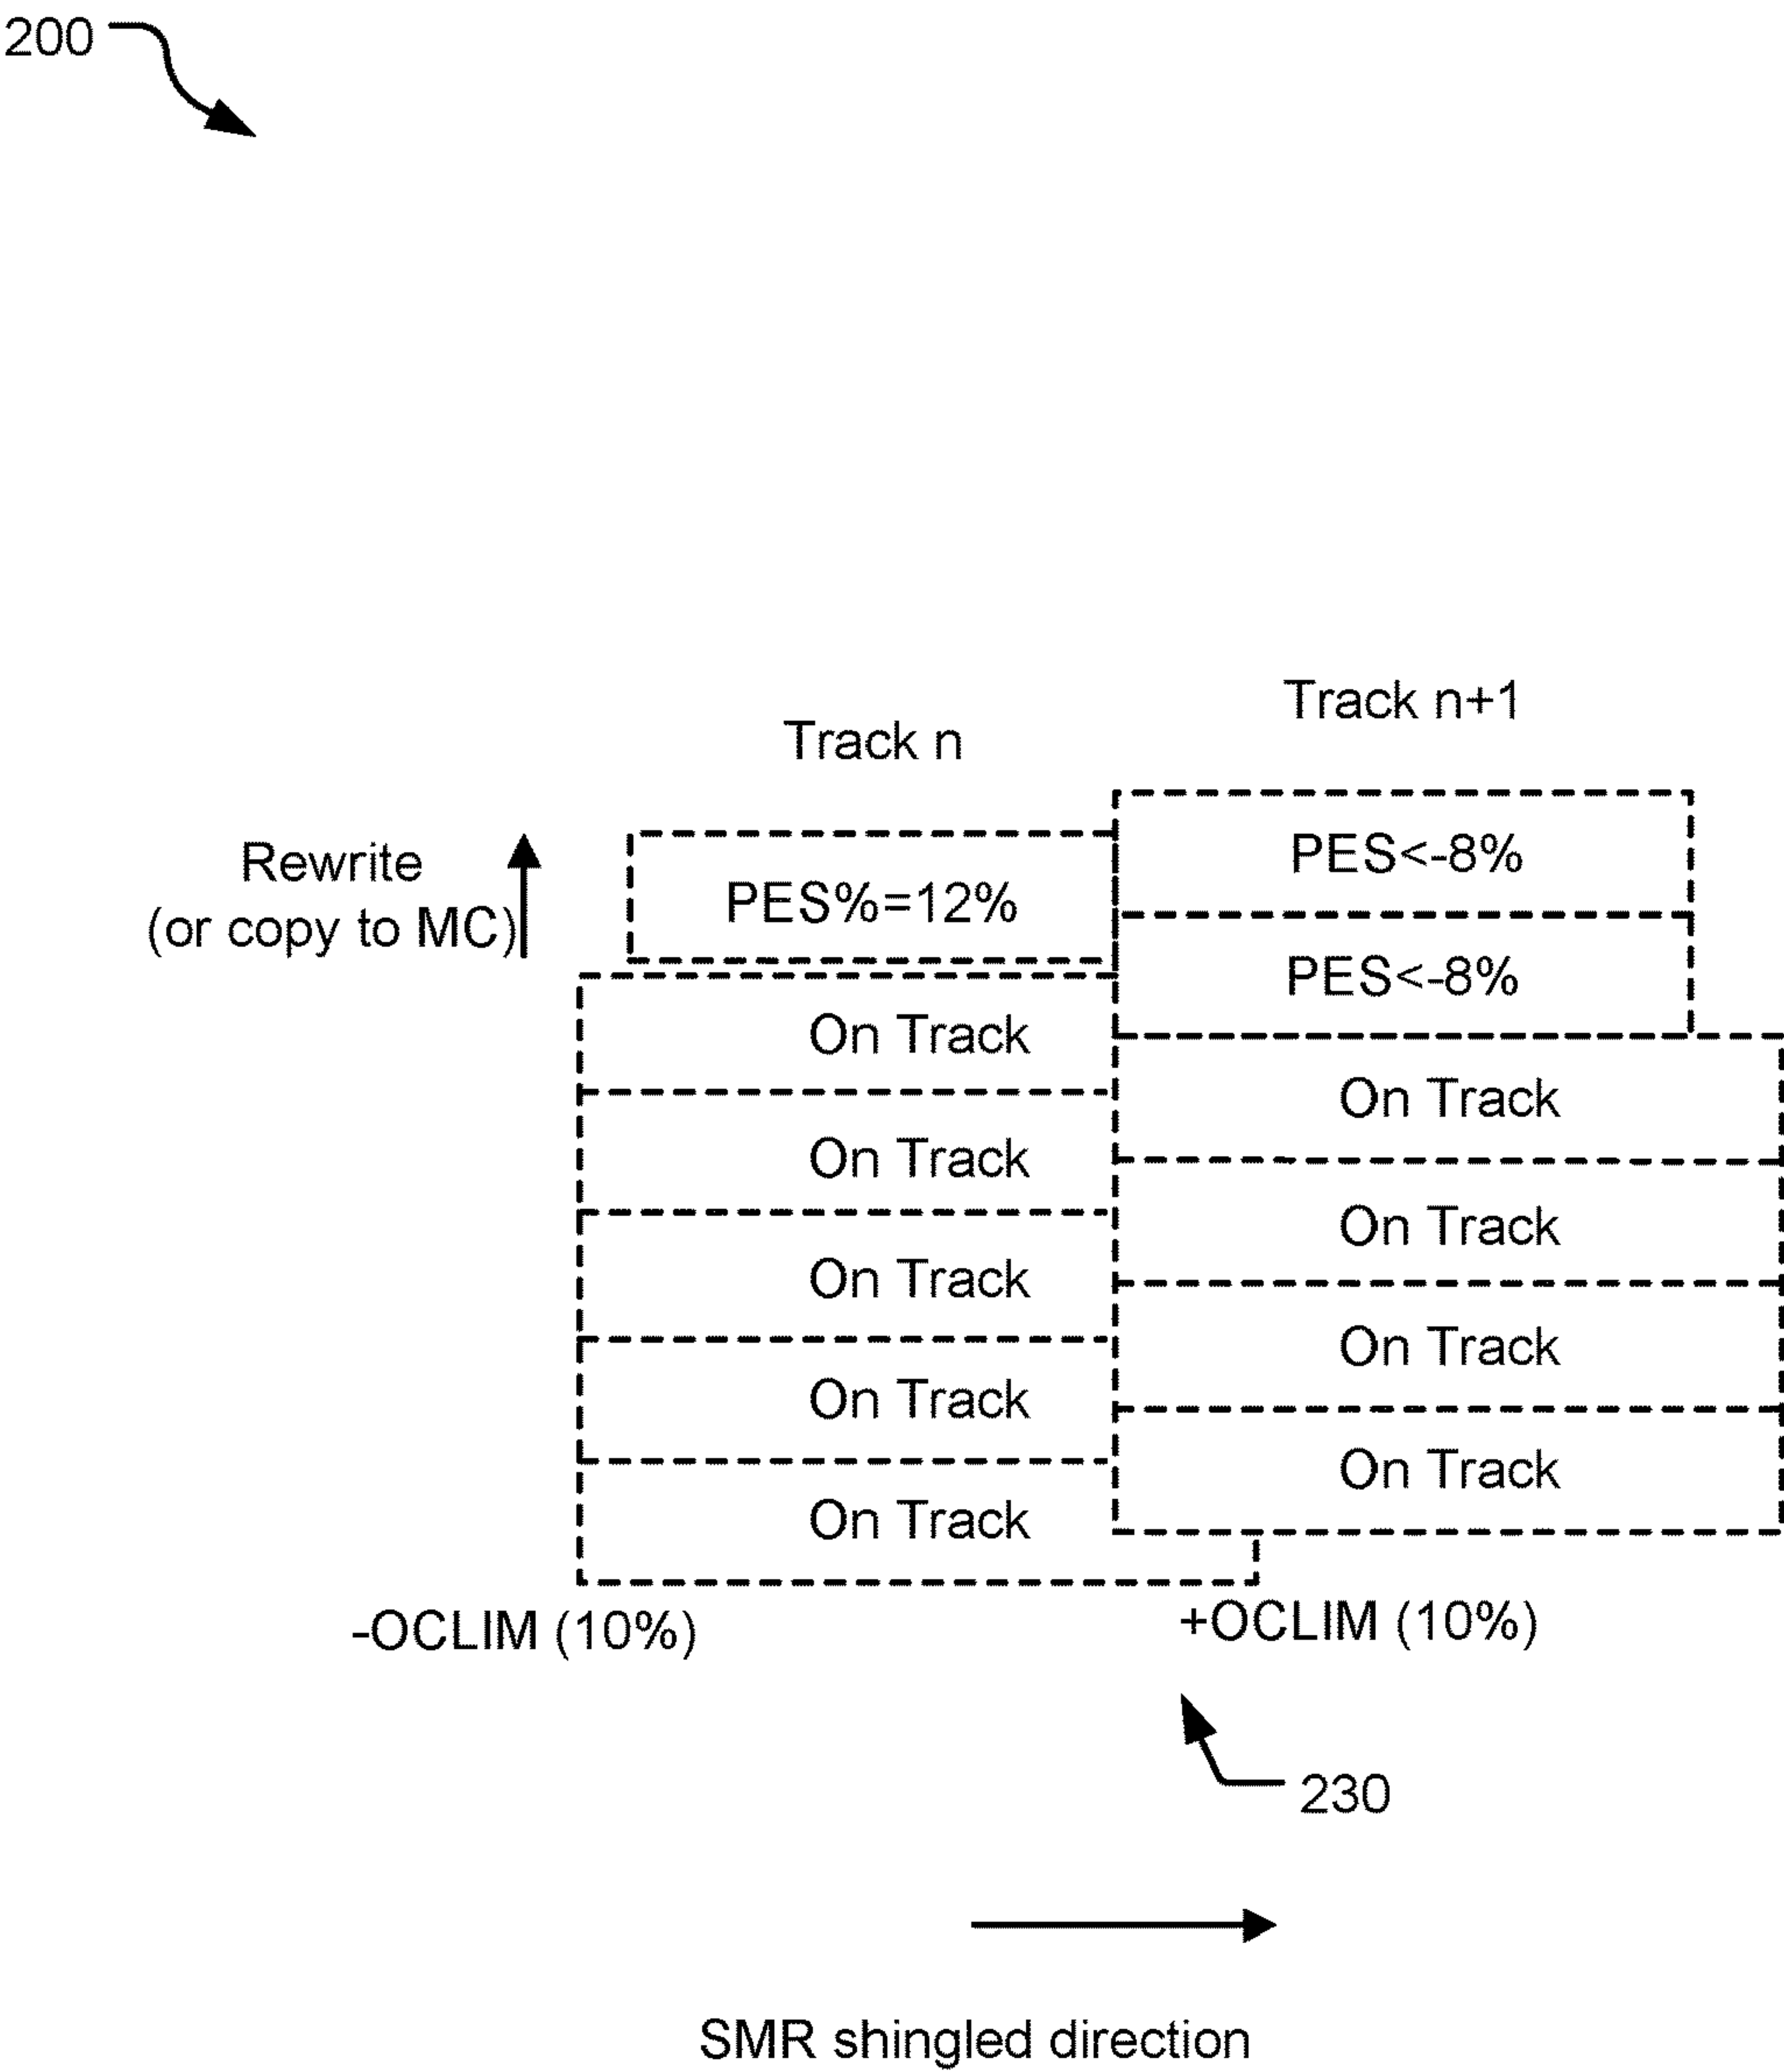 200
Track n+1
Track n
Rewrite
(or copy to MC)
PES%=12%
PES<-8%
PES<-8%
On Track
On Track
On Track
On Track
On Track
On Track
On Track
On Track
On Track
-OCLIM (10%)
+OCLIM (10%)
230
SMR shingled direction